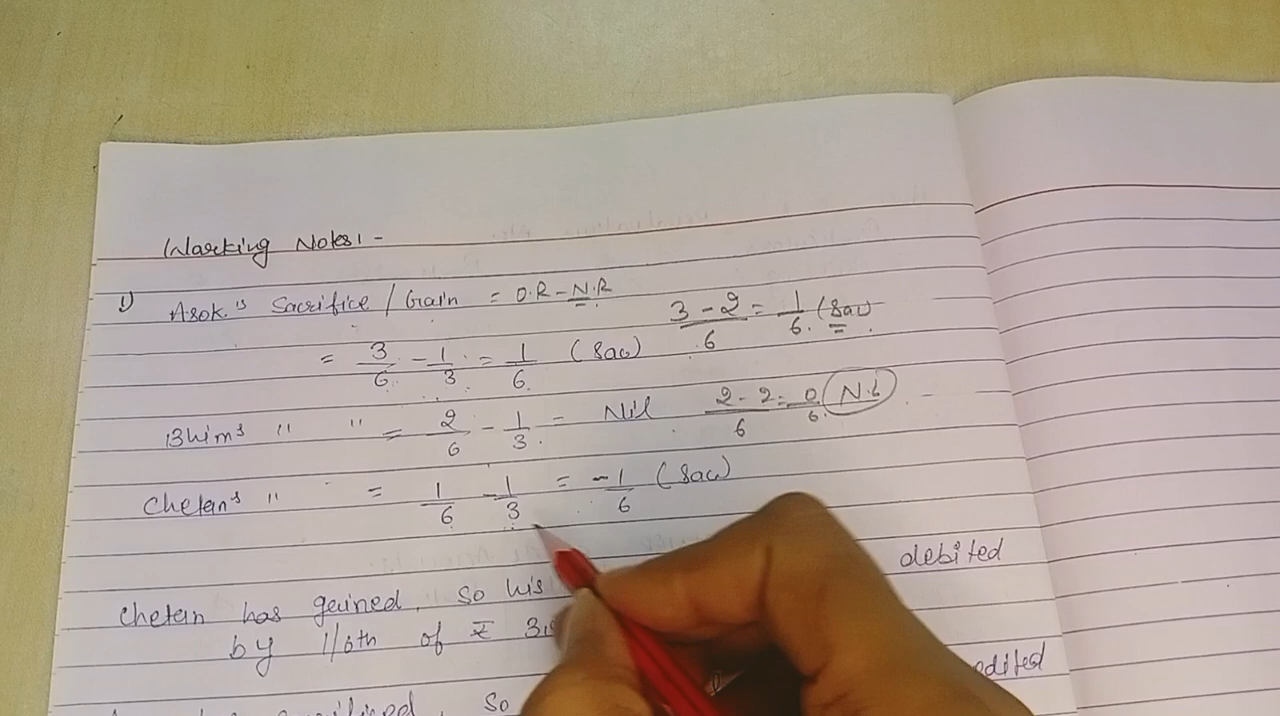 Working Notes:-
1) Asok's Sacrifice / Gain = O.R - N.R
= 3/6 - 1/3 = 1/6 (Sac) 3-2/6 = 1/6 (Sac)
Bhim's " " = 2/6 - 1/3 = Nil 2-2/6 = 0/6 (Nil)
Chetan's " = 1/6 - 1/3 = -1/6 (Sac)
Chetan has gained, so his debited
by 1/6th of ₹
So